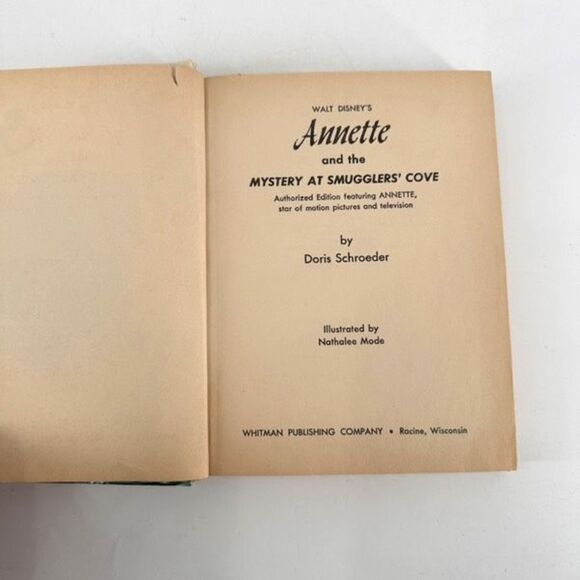 WALT DISNEY'S
Annette
and the
MYSTERY AT SMUGGLERS' COVE
Authorized Edition featuring ANNETTE,
star of motion pictures and television
by
Doris Schroeder
Illustrated by
Nathalee Mode
WHITMAN PUBLISHING COMPANY • Racine, Wisconsin